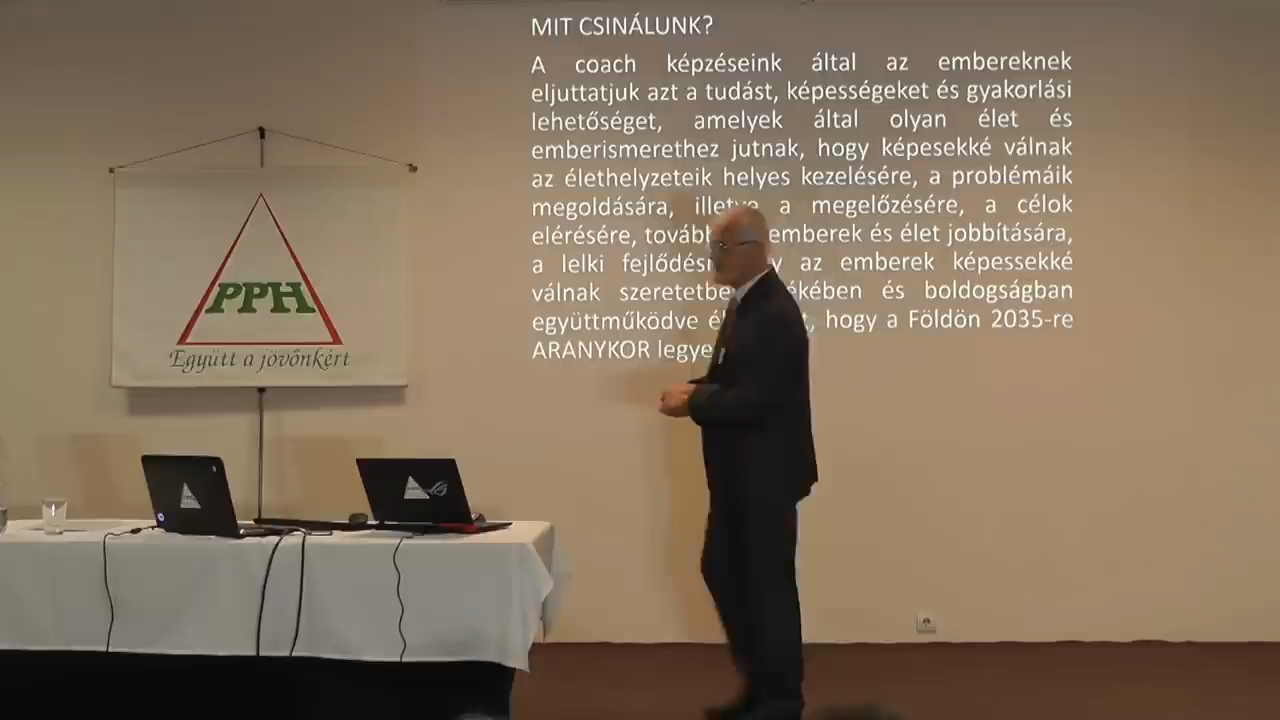 MIT CSINÁLUNK?
A coach képzéseink által az embereknek
eljuttatjuk azt a tudást, képességeket és gyakorlási
lehetőséget, amelyek által olyan élet és
emberismerethez jutnak, hogy képesekké válnak
az élethelyzeteik helyes kezelésére, a problémáik
megoldására, illetve a megelőzésére, a célok
elérésére, emberek és élet jobbítására,
a lelki az emberek képessekké
válnak és boldogságban
együttműködve hogy a Földön 2035-re
ARANYKOR
PPH
Együtt a jövőnkért